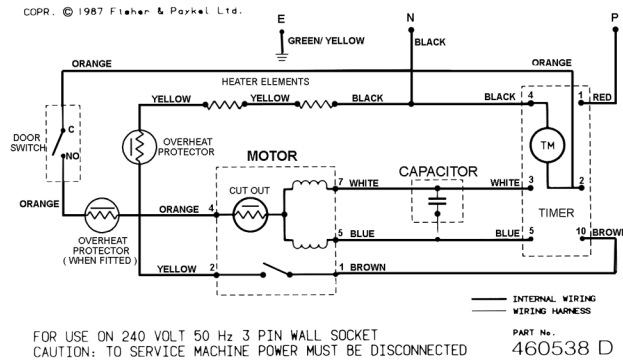 COPR. © 1987 Fisher & Paykel Ltd.
E
N
P
GREEN/ YELLOW
BLACK
ORANGE
ORANGE
HEATER ELEMENTS
YELLOW
YELLOW
BLACK
BLACK
4
1
RED
DOOR SWITCH
C
NO
OVERHEAT PROTECTOR
TM
MOTOR
CAPACITOR
CUT OUT
7
WHITE
WHITE
3
2
ORANGE
ORANGE
4
TIMER
OVERHEAT PROTECTOR ( WHEN FITTED )
5
BLUE
BLUE
5
10
BROWN
YELLOW
2
1
BROWN
INTERNAL WIRING
WIRING HARNESS
FOR USE ON 240 VOLT 50 Hz 3 PIN WALL SOCKET
CAUTION: TO SERVICE MACHINE POWER MUST BE DISCONNECTED
PART No.
460538 D